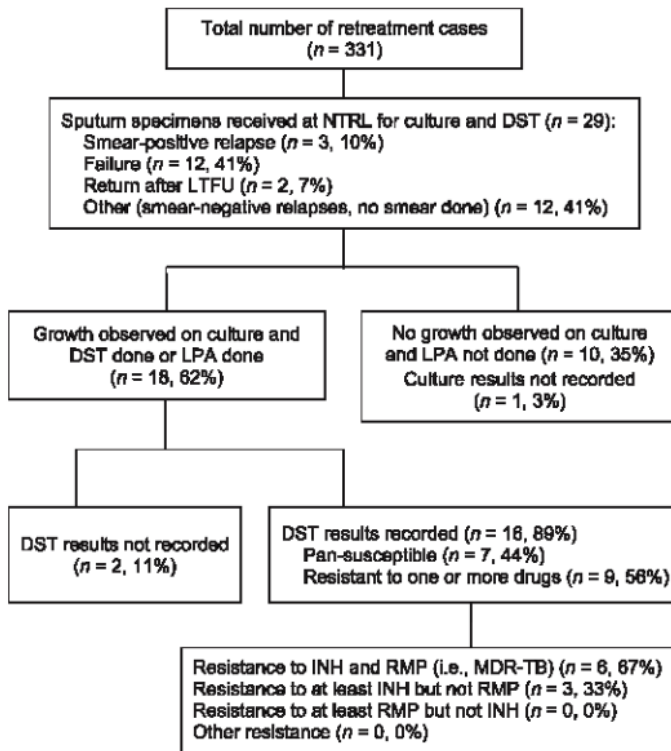 Total number of retreatment cases
(n = 331)
Sputum specimens received at NTRL for culture and DST (n = 29):
Smear-positive relapse (n = 3, 10%)
Failure (n = 12, 41%)
Return after LTFU (n = 2, 7%)
Other (smear-negative relapses, no smear done) (n = 12, 41%)
Growth observed on culture and
DST done or LPA done
(n = 18, 62%)
No growth observed on culture
and LPA not done (n = 10, 35%)
Culture results not recorded
(n = 1, 3%)
DST results not recorded
(n = 2, 11%)
DST results recorded (n = 16, 89%)
Pan-susceptible (n = 7, 44%)
Resistant to one or more drugs (n = 9, 56%)
Resistance to INH and RMP (i.e., MDR-TB) (n = 6, 67%)
Resistance to at least INH but not RMP (n = 3, 33%)
Resistance to at least RMP but not INH (n = 0, 0%)
Other resistance (n = 0, 0%)